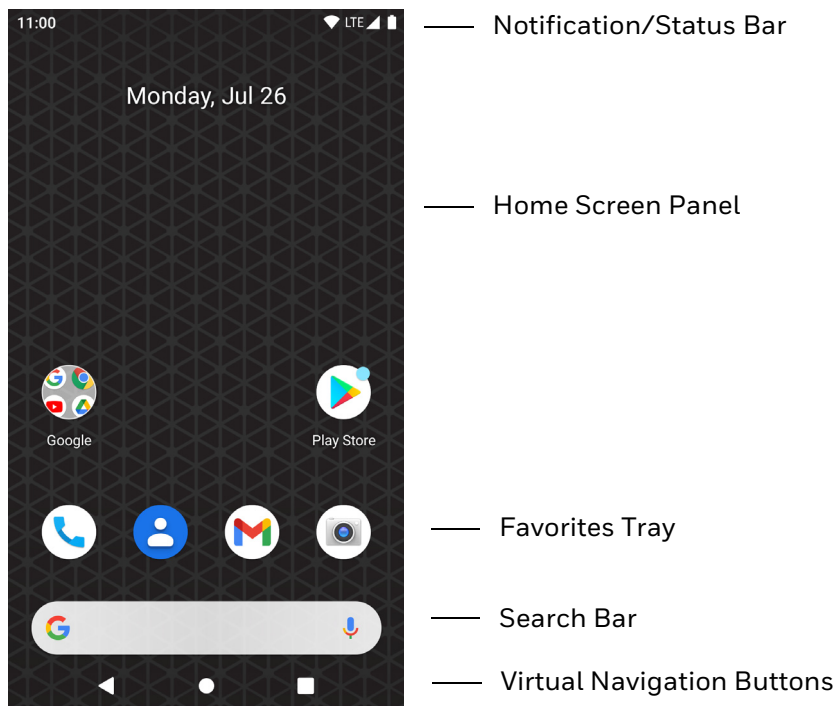 11:00 LTE
Notification/Status Bar
Monday, Jul 26
Home Screen Panel
Google
Play Store
Favorites Tray
Search Bar
Virtual Navigation Buttons